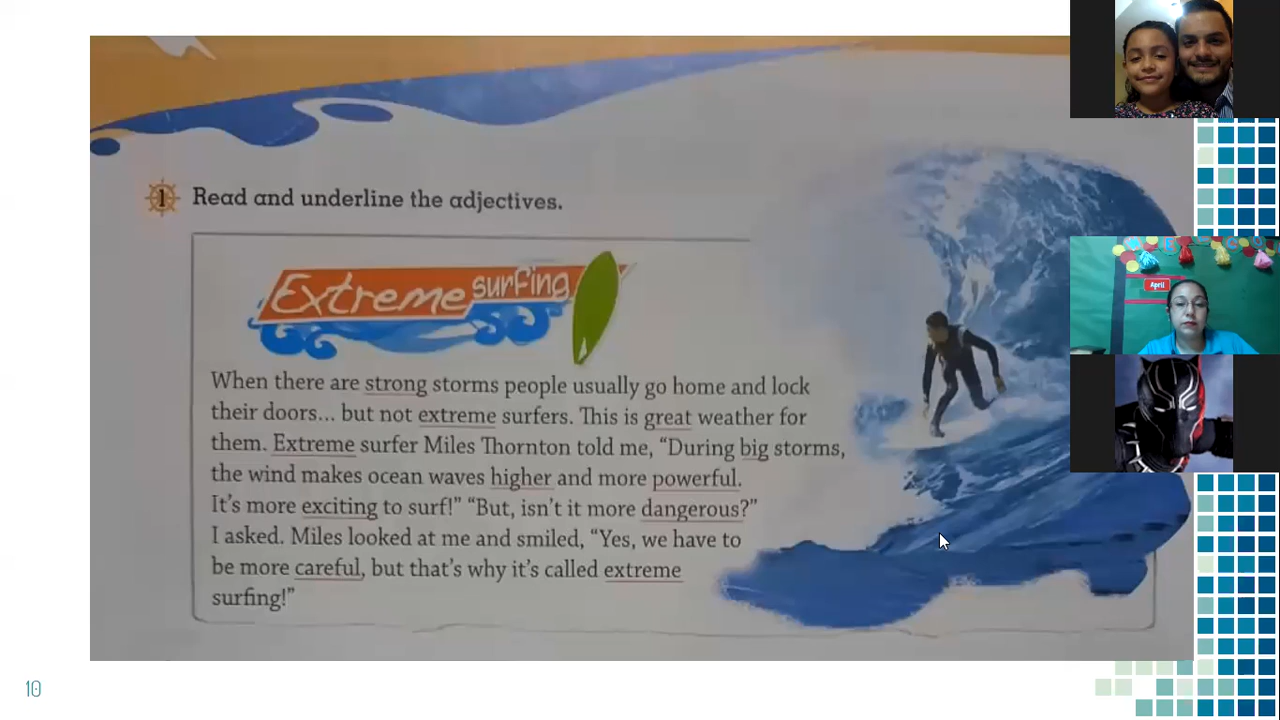 1 Read and underline the adjectives.
Extreme surfing
When there are strong storms people usually go home and lock
their doors... but not extreme surfers. This is great weather for
them. Extreme surfer Miles Thornton told me, “During big storms,
the wind makes ocean waves higher and more powerful.
It’s more exciting to surf!” “But, isn’t it more dangerous?”
I asked. Miles looked at me and smiled, “Yes, we have to
be more careful, but that’s why it’s called extreme
surfing!”
April
10